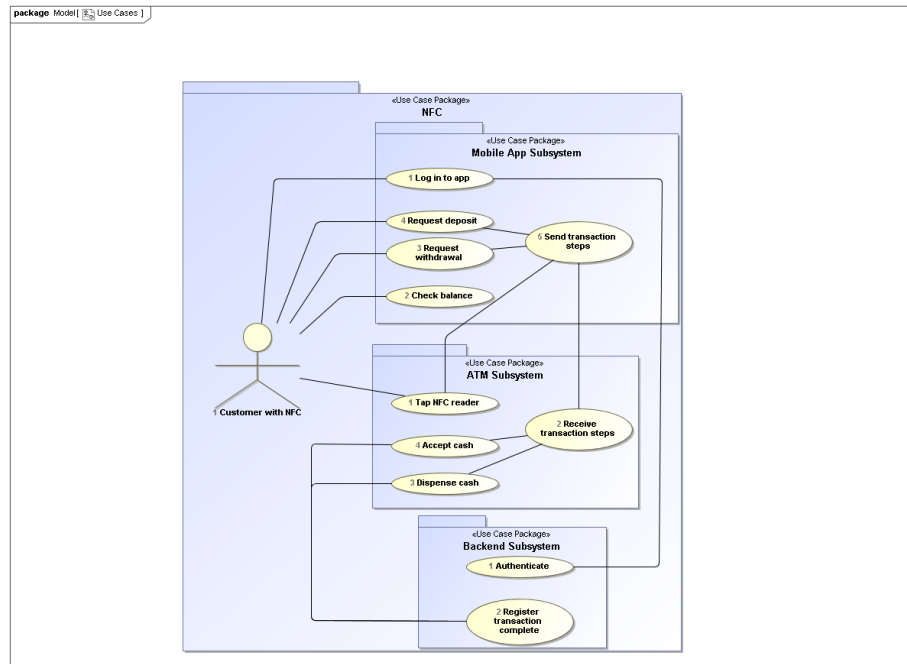 package Model[ Use Cases ]
«Use Case Package»
NFC
«Use Case Package»
Mobile App Subsystem
1 Log in to app
4 Request deposit
3 Request
withdrawal
5 Send transaction
steps
2 Check balance
1 Customer with NFC
«Use Case Package»
ATM Subsystem
1 Tap NFC reader
2 Receive
transaction steps
4 Accept cash
3 Dispense cash
«Use Case Package»
Backend Subsystem
1 Authenticate
2 Register
transaction
complete